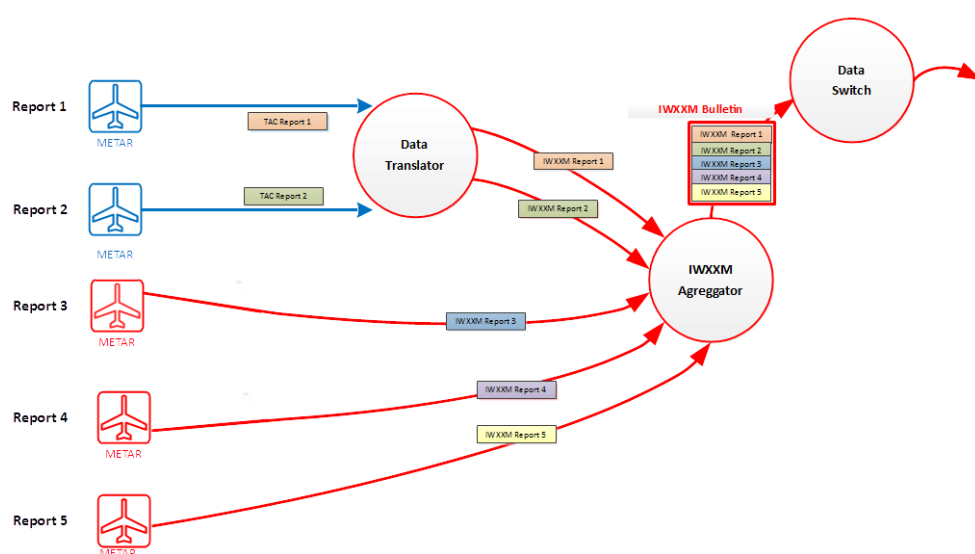 Report 1
METAR
TAC Report 1
Report 2
METAR
TAC Report 2
Data
Translator
IWXXM Report 1
IWXXM Report 2
Report 3
METAR
IWXXM Report 3
Report 4
METAR
IWXXM Report 4
Report 5
METAR
IWXXM Report 5
IWXXM
Agreggator
IWXXM Bulletin
IWXXM Report 1
IWXXM Report 2
IWXXM Report 3
IWXXM Report 4
IWXXM Report 5
Data
Switch